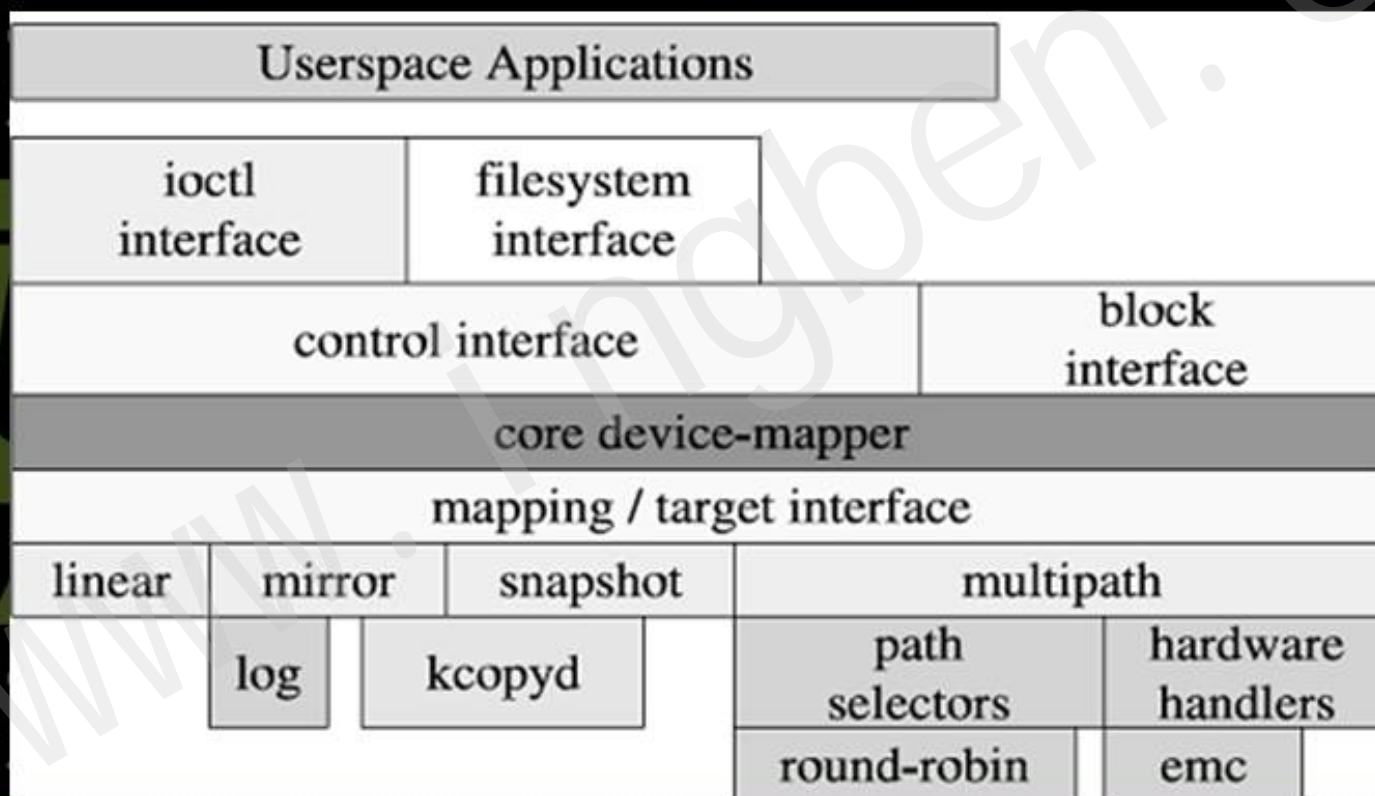 Userspace Applications
ioctl
interface
filesystem
interface
control interface
block
interface
core device-mapper
mapping / target interface
linear
mirror
snapshot
multipath
log
kcopyd
path
selectors
hardware
handlers
round-robin
emc